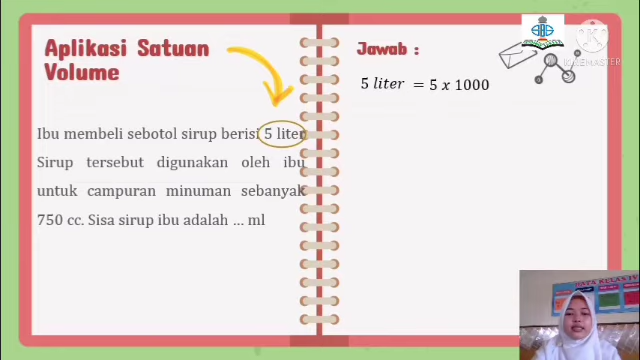 Aplikasi Satuan
Volume
Ibu membeli sebotol sirup berisi 5 liter
Sirup tersebut digunakan oleh ibu
untuk campuran minuman sebanyak
750 cc. Sisa sirup ibu adalah ... ml
Jawab :
5 liter = 5 x 1000
KINEMASTER